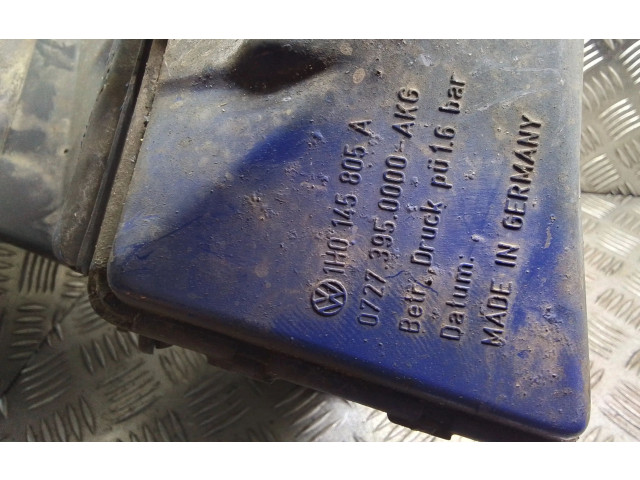 1H0 145 805 A
0727 395.0000-AKG
Betr. Druck pü 1.6 bar
Datum:
MADE IN GERMANY